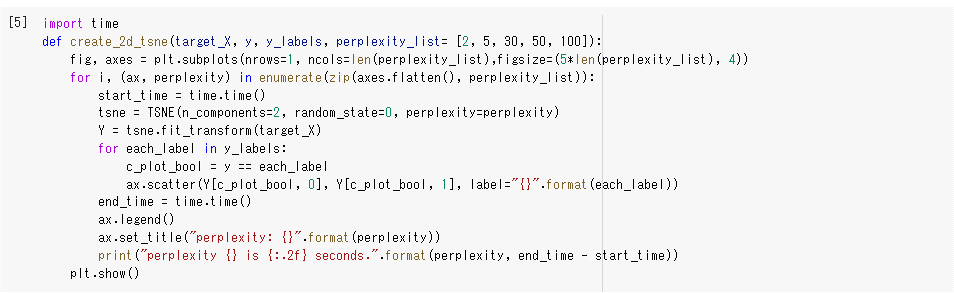 [5] import time
def create_2d_tsne(target_X, y, y_labels, perplexity_list= [2, 5, 30, 50, 100]):
    fig, axes = plt.subplots(nrows=1, ncols=len(perplexity_list),figsize=(5*len(perplexity_list), 4))
    for i, (ax, perplexity) in enumerate(zip(axes.flatten(), perplexity_list)):
        start_time = time.time()
        tsne = TSNE(n_components=2, random_state=0, perplexity=perplexity)
        Y = tsne.fit_transform(target_X)
        for each_label in y_labels:
            c_plot_bool = y == each_label
            ax.scatter(Y[c_plot_bool, 0], Y[c_plot_bool, 1], label="{}".format(each_label))
        end_time = time.time()
        ax.legend()
        ax.set_title("perplexity: {}".format(perplexity))
        print("perplexity {} is {:.2f} seconds.".format(perplexity, end_time - start_time))
    plt.show()